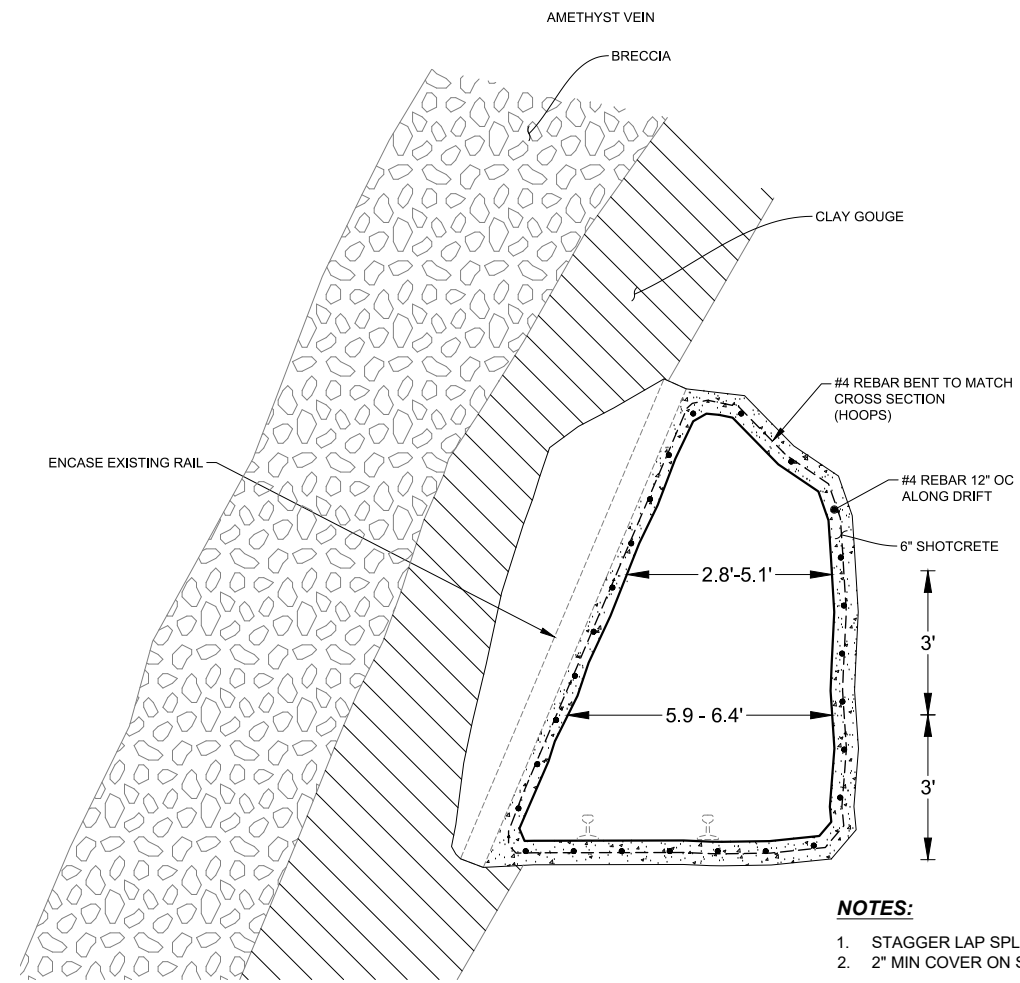 AMETHYST VEIN
BRECCIA
CLAY GOUGE
#4 REBAR BENT TO MATCH
CROSS SECTION
(HOOPS)
ENCASE EXISTING RAIL
#4 REBAR 12" OC
ALONG DRIFT
6" SHOTCRETE
2.8'-5.1'
3'
5.9 - 6.4'
3'
NOTES:
1. STAGGER LAP SPL
2. 2" MIN COVER ON S